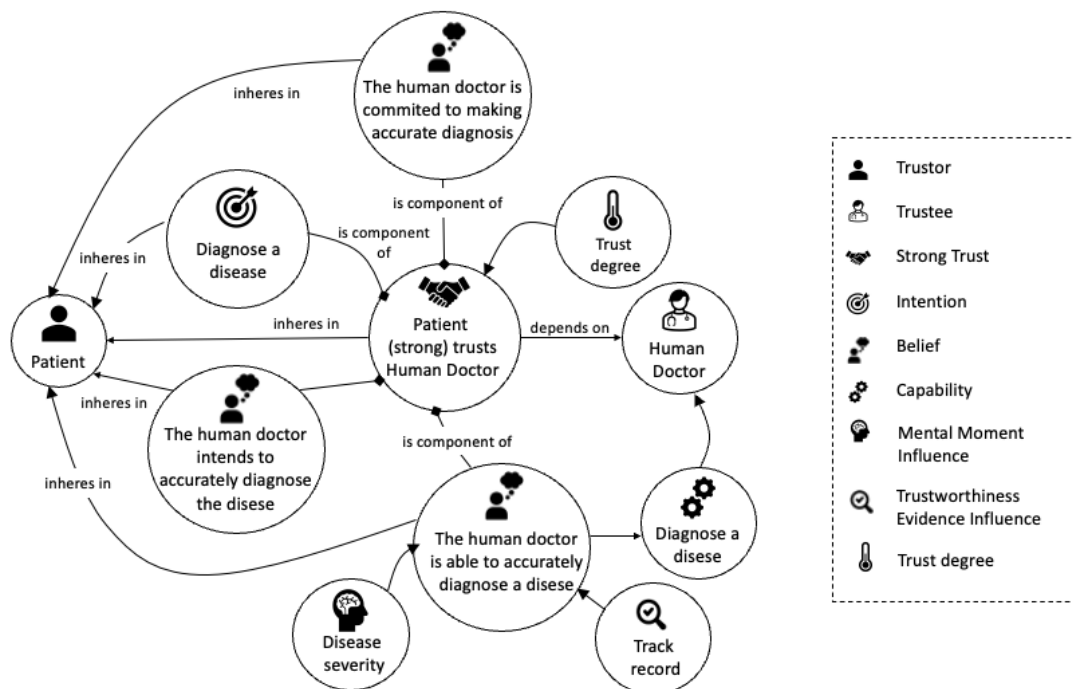 The human doctor is
commited to making
accurate diagnosis
inheres in
is component of
Diagnose a
disease
is component
of
inheres in
Trust
degree
Patient
inheres in
Patient
(strong) trusts
Human Doctor
depends on
Human
Doctor
inheres in
The human doctor
intends to
accurately diagnose
the disese
is component of
inheres in
The human doctor
is able to accurately
diagnose a disese
Diagnose a
disese
Disease
severity
Track
record
Trustor
Trustee
Strong Trust
Intention
Belief
Capability
Mental Moment
Influence
Trustworthiness
Evidence Influence
Trust degree